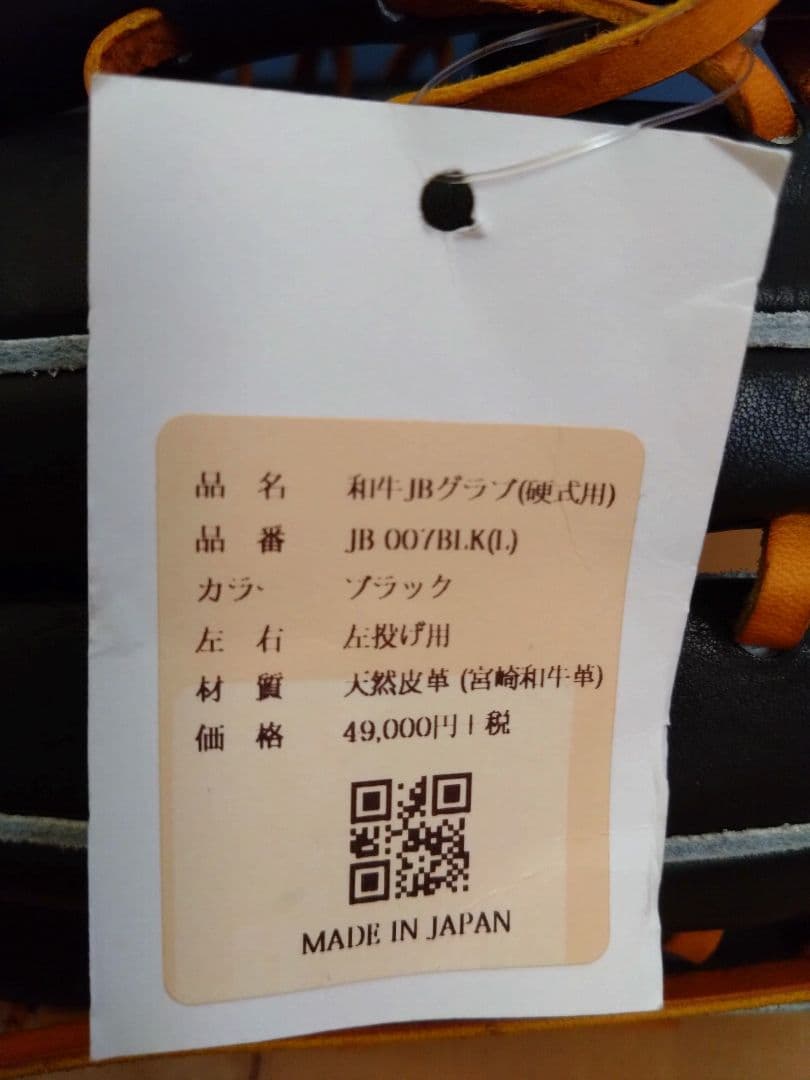 品 名 和牛JBグラブ(硬式用)
品 番 JB 007BLK(L)
カラー ブラック
左 右 左投げ用
材 質 天然皮革 (宮崎和牛革)
価 格 49,000円+税
MADE IN JAPAN